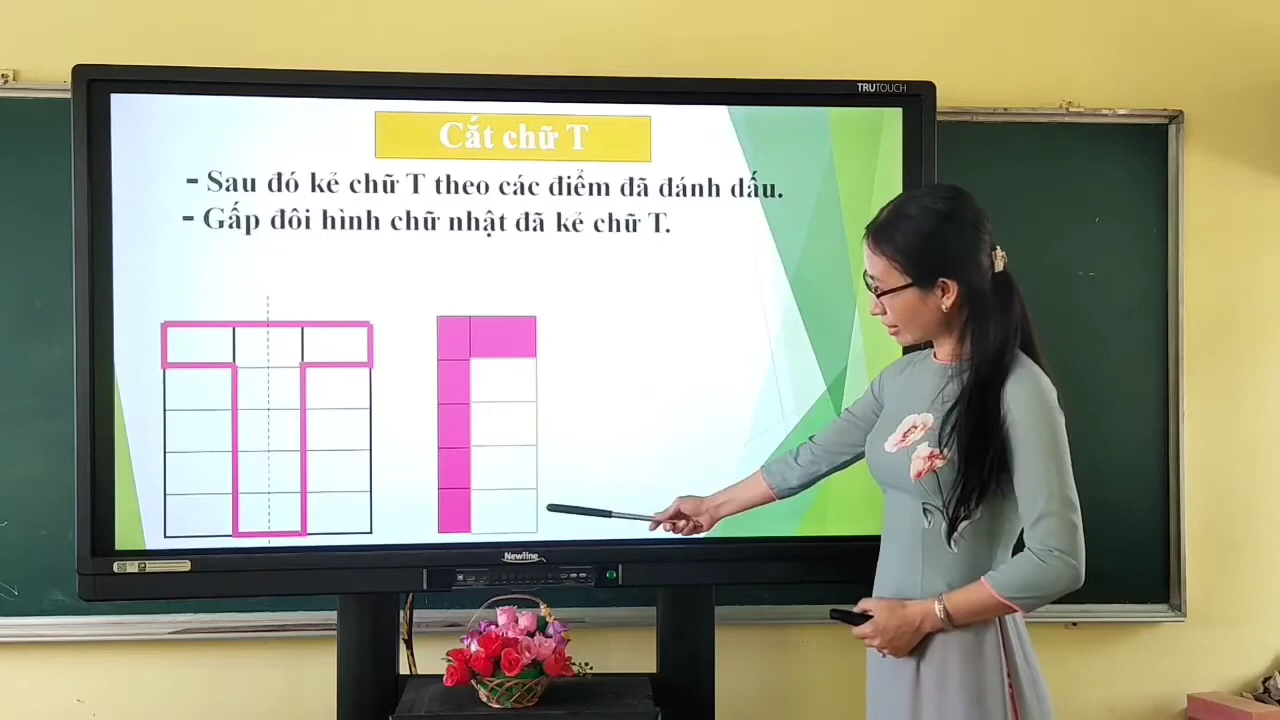 TRUTOUCH
Cắt chữ T
- Sau đó kẻ chữ T theo các điểm đã đánh dấu.
- Gấp đôi hình chữ nhật đã kẻ chữ T.
Newline